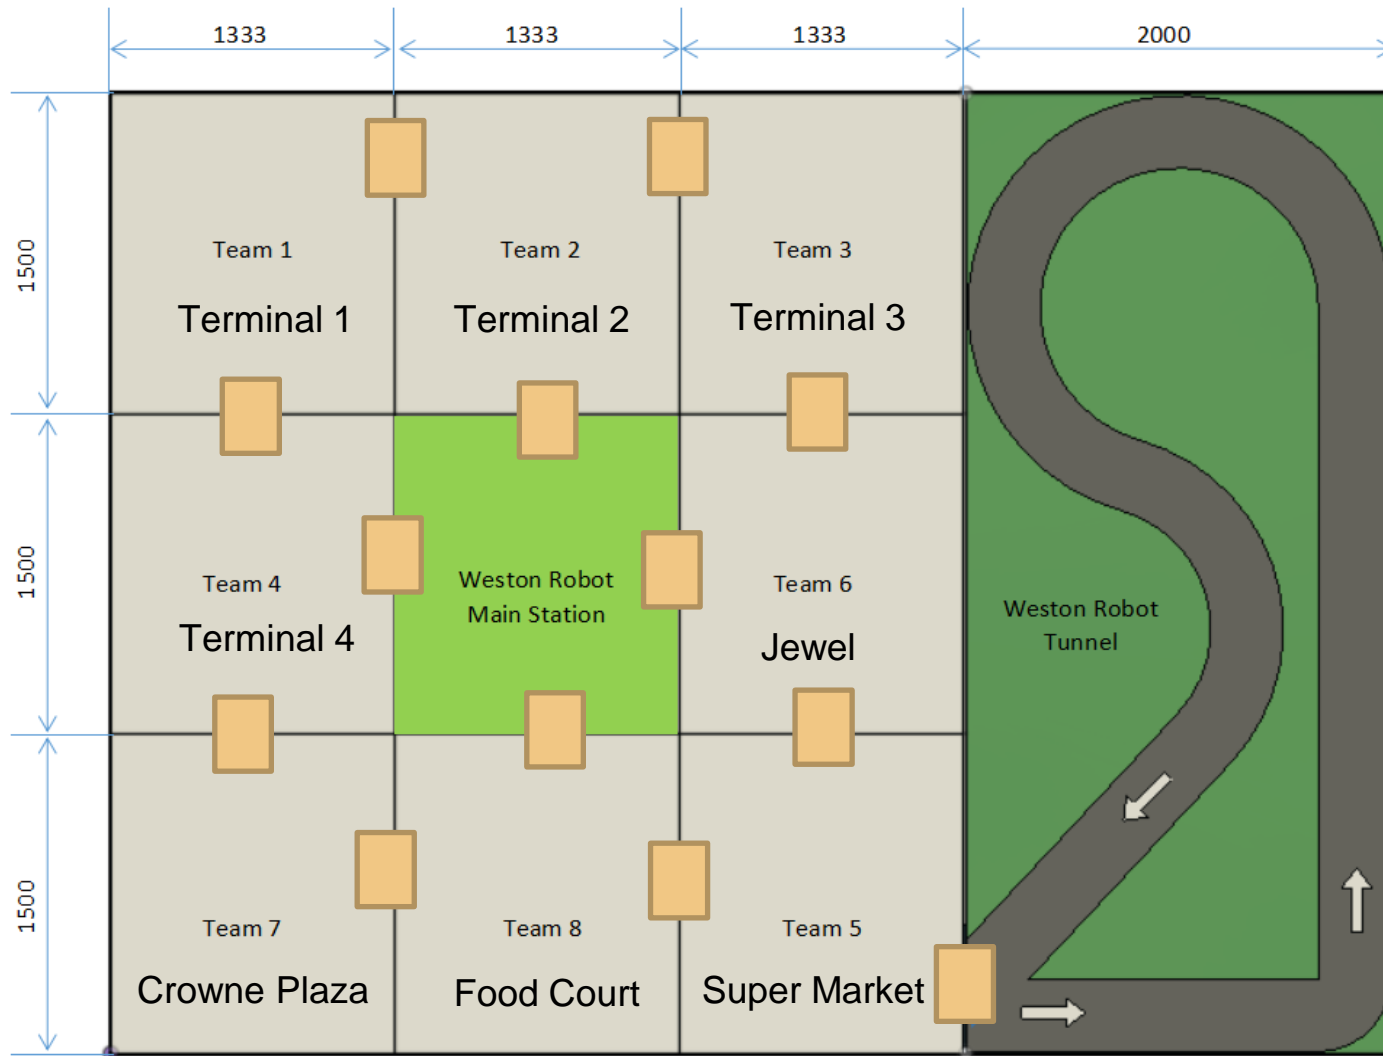 1333
1333
1333
2000
1500
Team 1
Terminal 1
Team 2
Terminal 2
Team 3
Terminal 3
1500
Team 4
Terminal 4
Weston Robot
Main Station
Team 6
Jewel
Weston Robot
Tunnel
1500
Team 7
Crowne Plaza
Team 8
Food Court
Team 5
Super Market